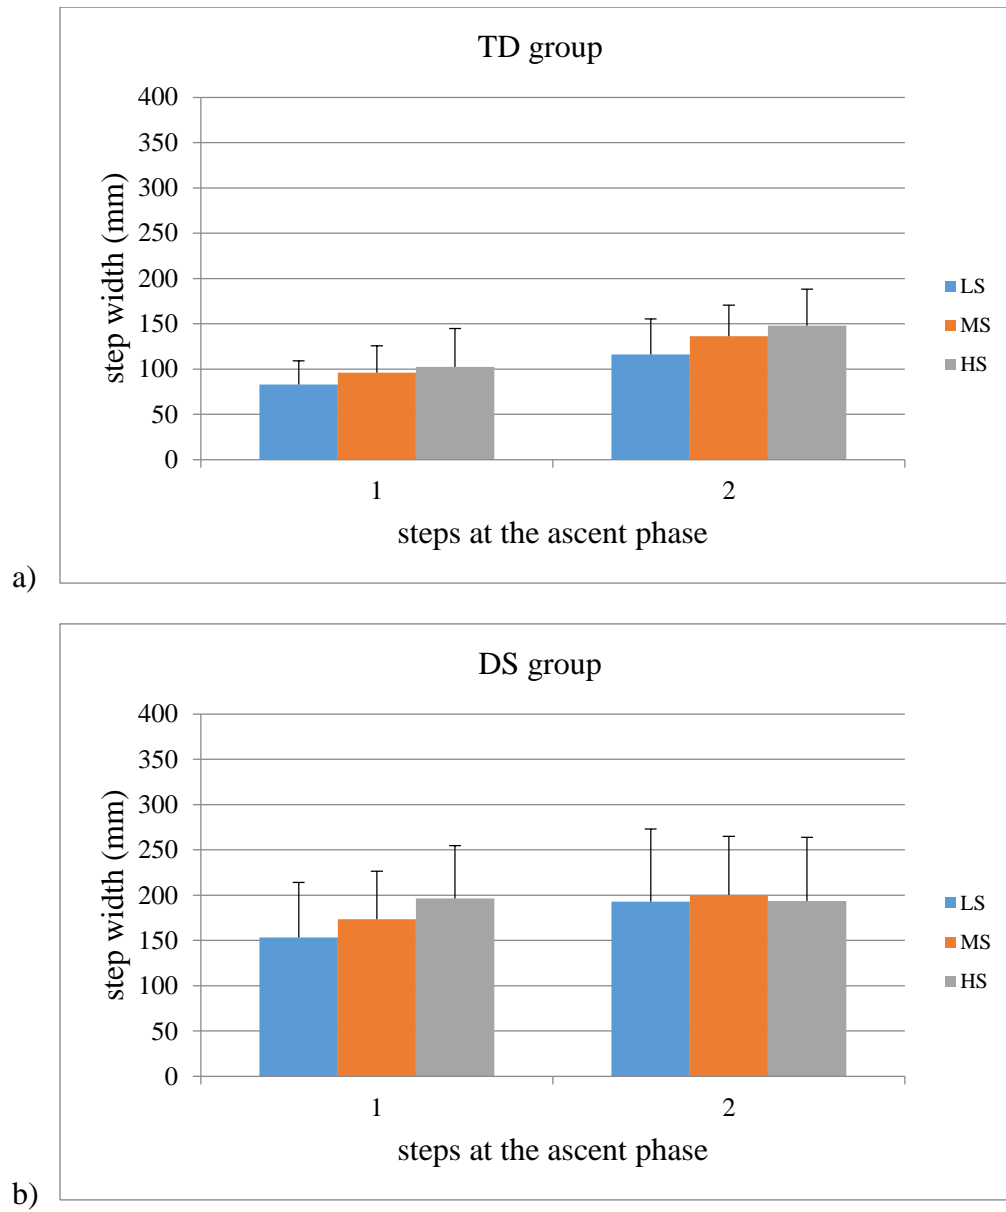 TD group
400
350
300
250
200
150
100
50
0
step width (mm)
1 2
steps at the ascent phase
LS
MS
HS
a)
DS group
400
350
300
250
200
150
100
50
0
step width (mm)
1 2
steps at the ascent phase
LS
MS
HS
b)